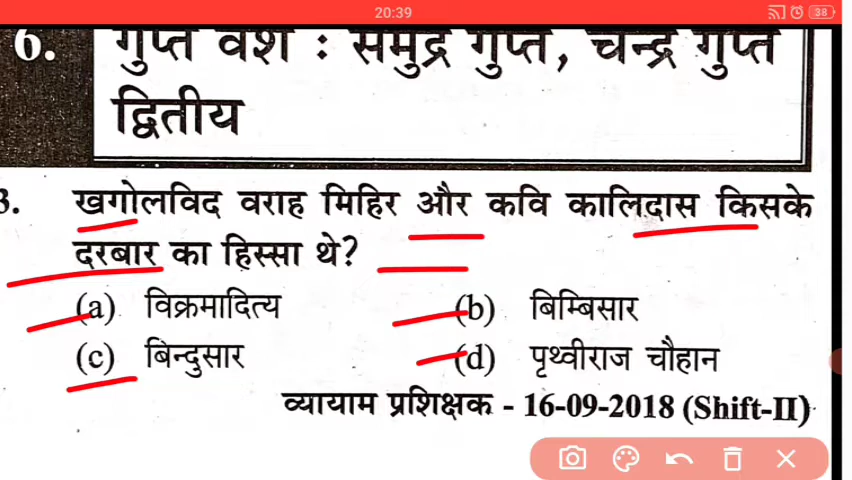 20:39
38
6. गुप्त वंश : समुद्र गुप्त, चन्द्र गुप्त
द्वितीय
3. खगोलविद वराह मिहिर और कवि कालिदास किसके
दरबार का हिस्सा थे?
(a) विक्रमादित्य (b) बिम्बिसार
(c) बिन्दुसार (d) पृथ्वीराज चौहान
व्यायाम प्रशिक्षक - 16-09-2018 (Shift-II)